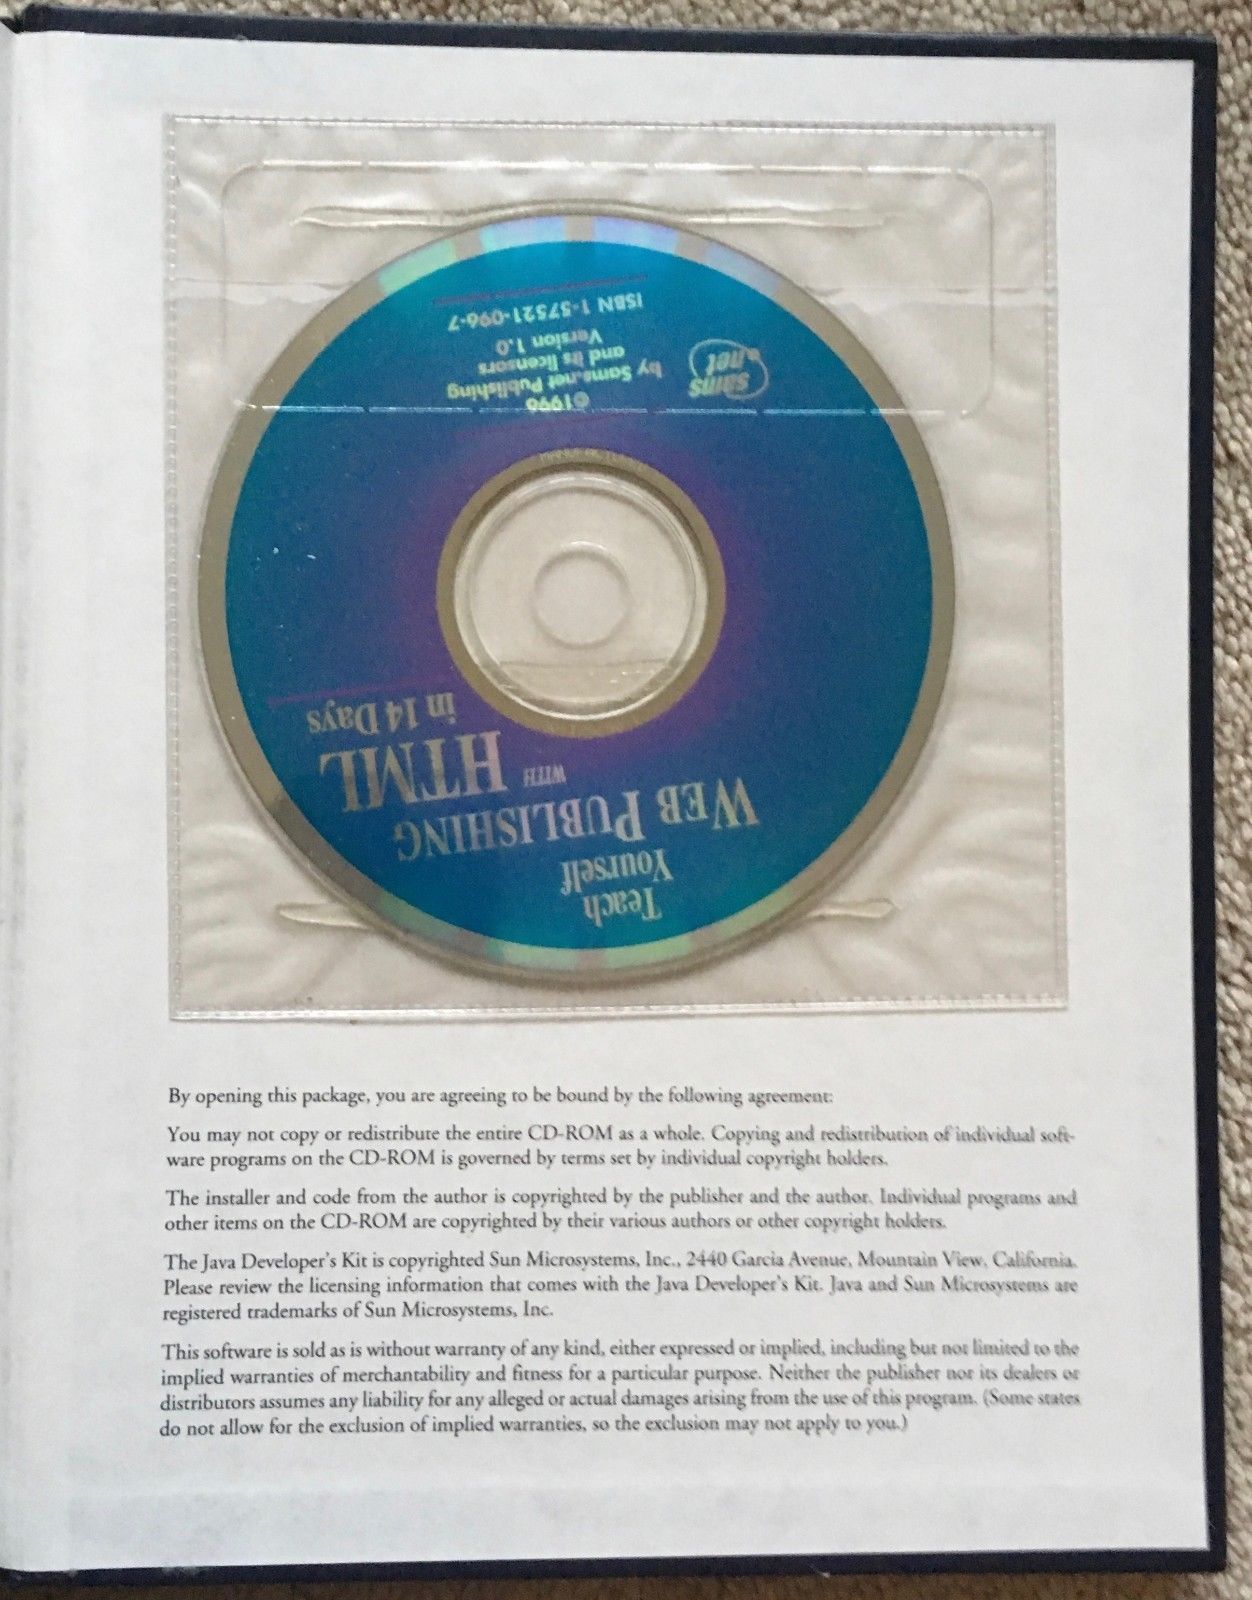 Teach
Yourself
WEB PUBLISHING
WITH HTML
in 14 Days
sams
.net
©1996
by Sams.net Publishing
and its licensors
Version 1.0
ISBN 1-57521-096-7
By opening this package, you are agreeing to be bound by the following agreement:
You may not copy or redistribute the entire CD-ROM as a whole. Copying and redistribution of individual soft-
ware programs on the CD-ROM is governed by terms set by individual copyright holders.
The installer and code from the author is copyrighted by the publisher and the author. Individual programs and
other items on the CD-ROM are copyrighted by their various authors or other copyright holders.
The Java Developer's Kit is copyrighted Sun Microsystems, Inc., 2440 Garcia Avenue, Mountain View, California.
Please review the licensing information that comes with the Java Developer's Kit. Java and Sun Microsystems are
registered trademarks of Sun Microsystems, Inc.
This software is sold as is without warranty of any kind, either expressed or implied, including but not limited to the
implied warranties of merchantability and fitness for a particular purpose. Neither the publisher nor its dealers or
distributors assumes any liability for any alleged or actual damages arising from the use of this program. (Some states
do not allow for the exclusion of implied warranties, so the exclusion may not apply to you.)